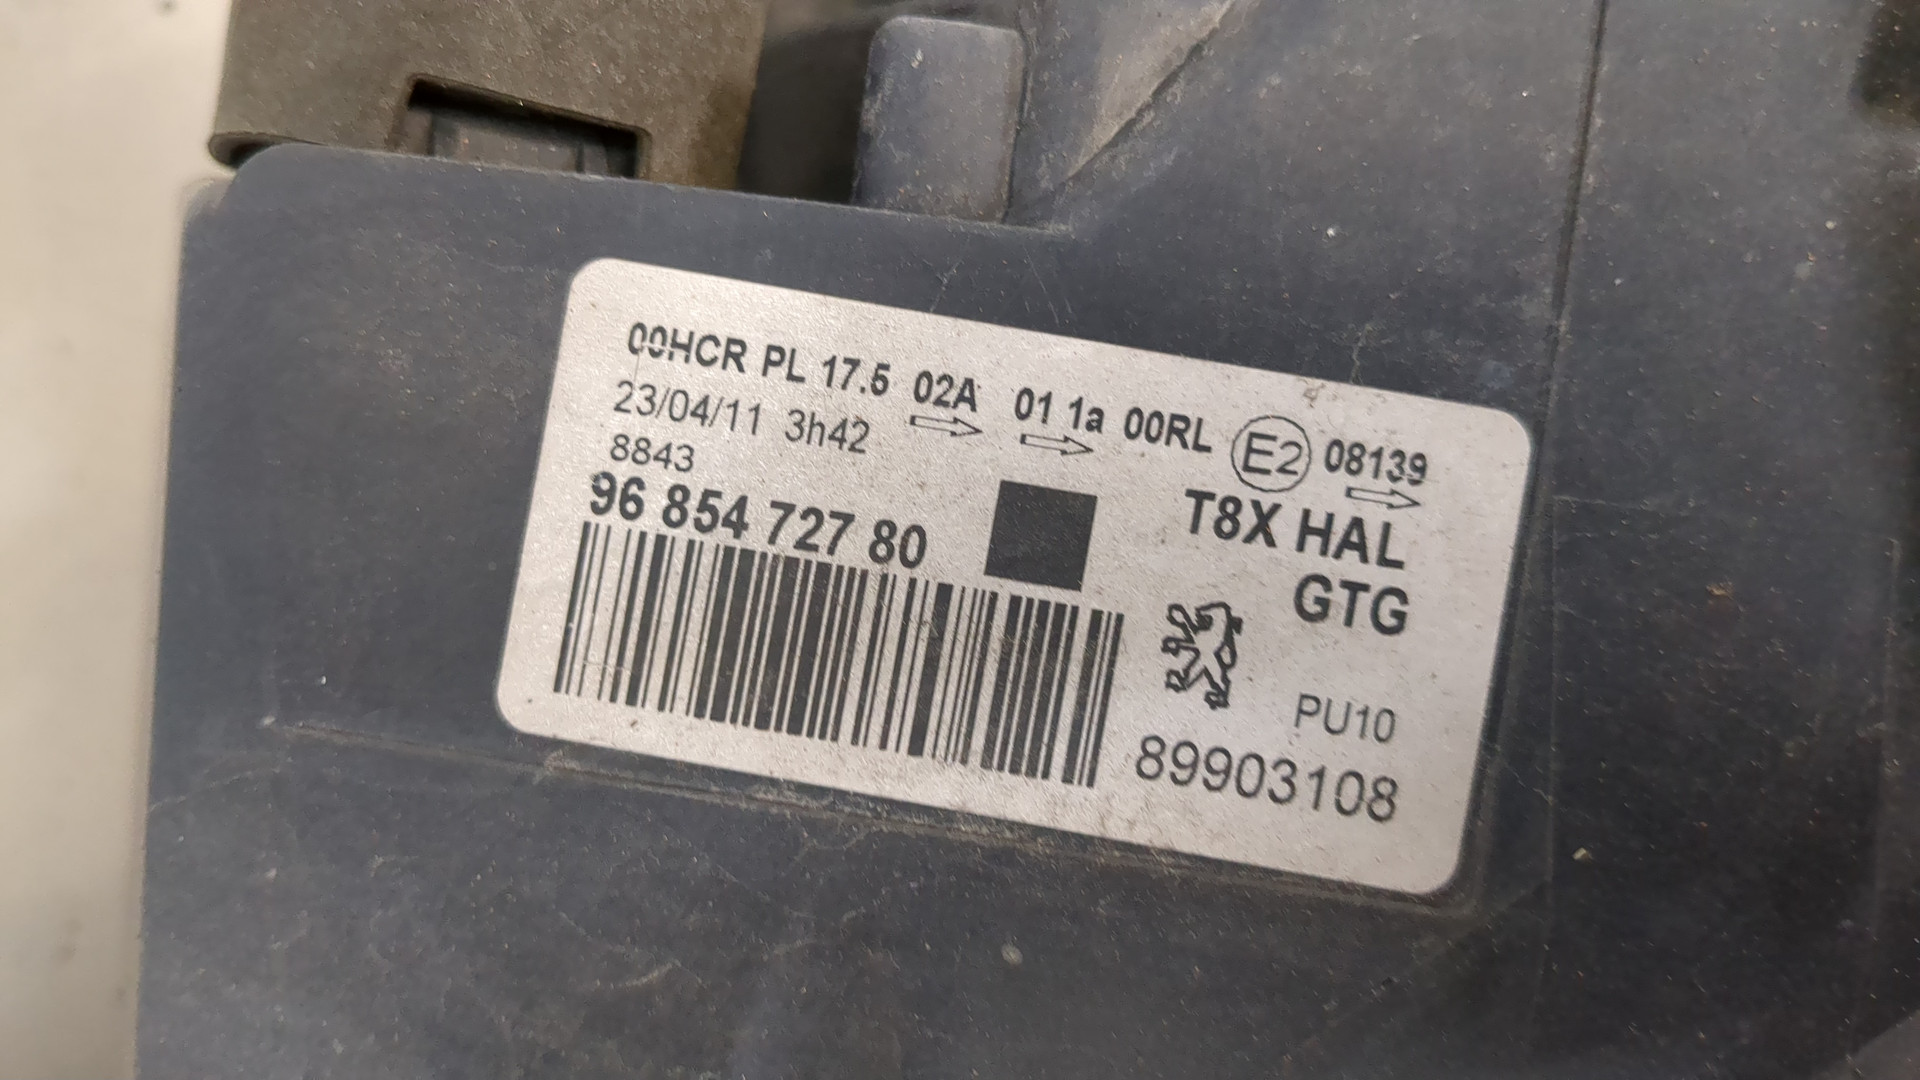 00HCR PL 17.5 02A 01 1a 00RL E2 08139
23/04/11 3h42
8843
96 854 727 80
T8X HAL
GTG
PU10
89903108